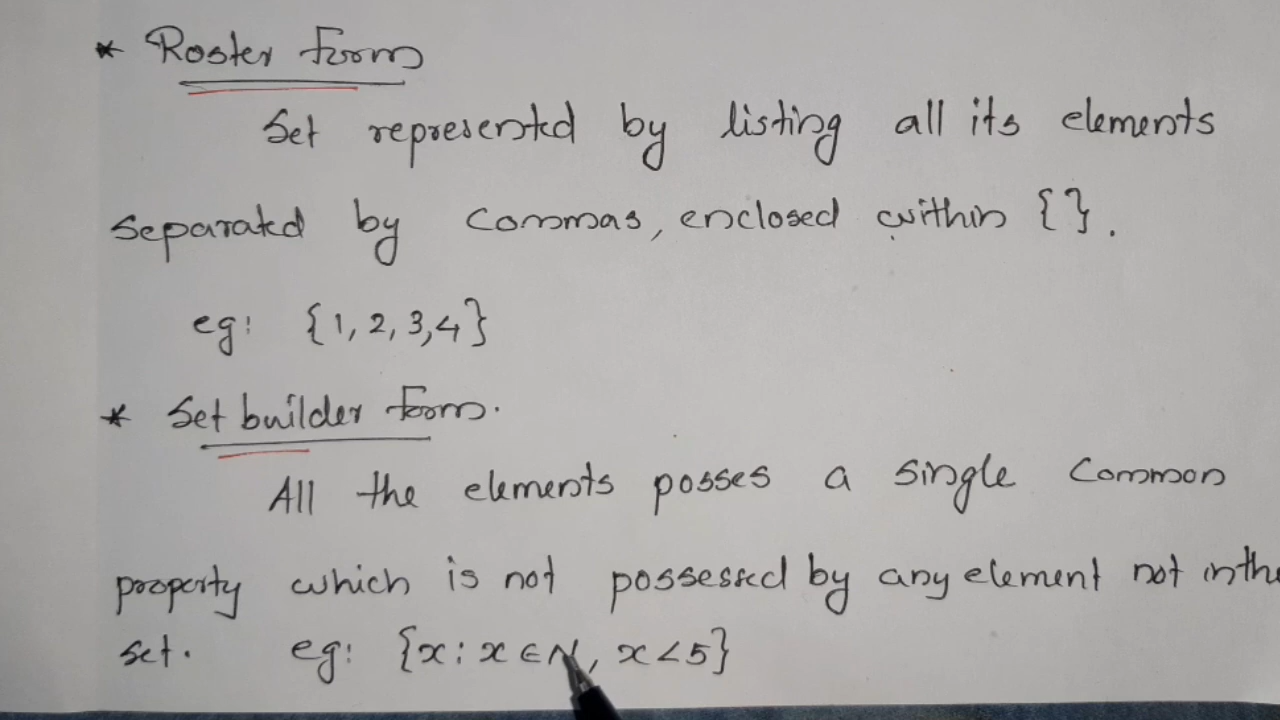 * Roster form
Set represented by listing all its elements
separated by commas, enclosed within { }.
eg: {1, 2, 3, 4}
* Set builder form.
All the elements posses a single common
property which is not possessed by any element not in the
set. eg: {x : x ∈ N, x < 5}